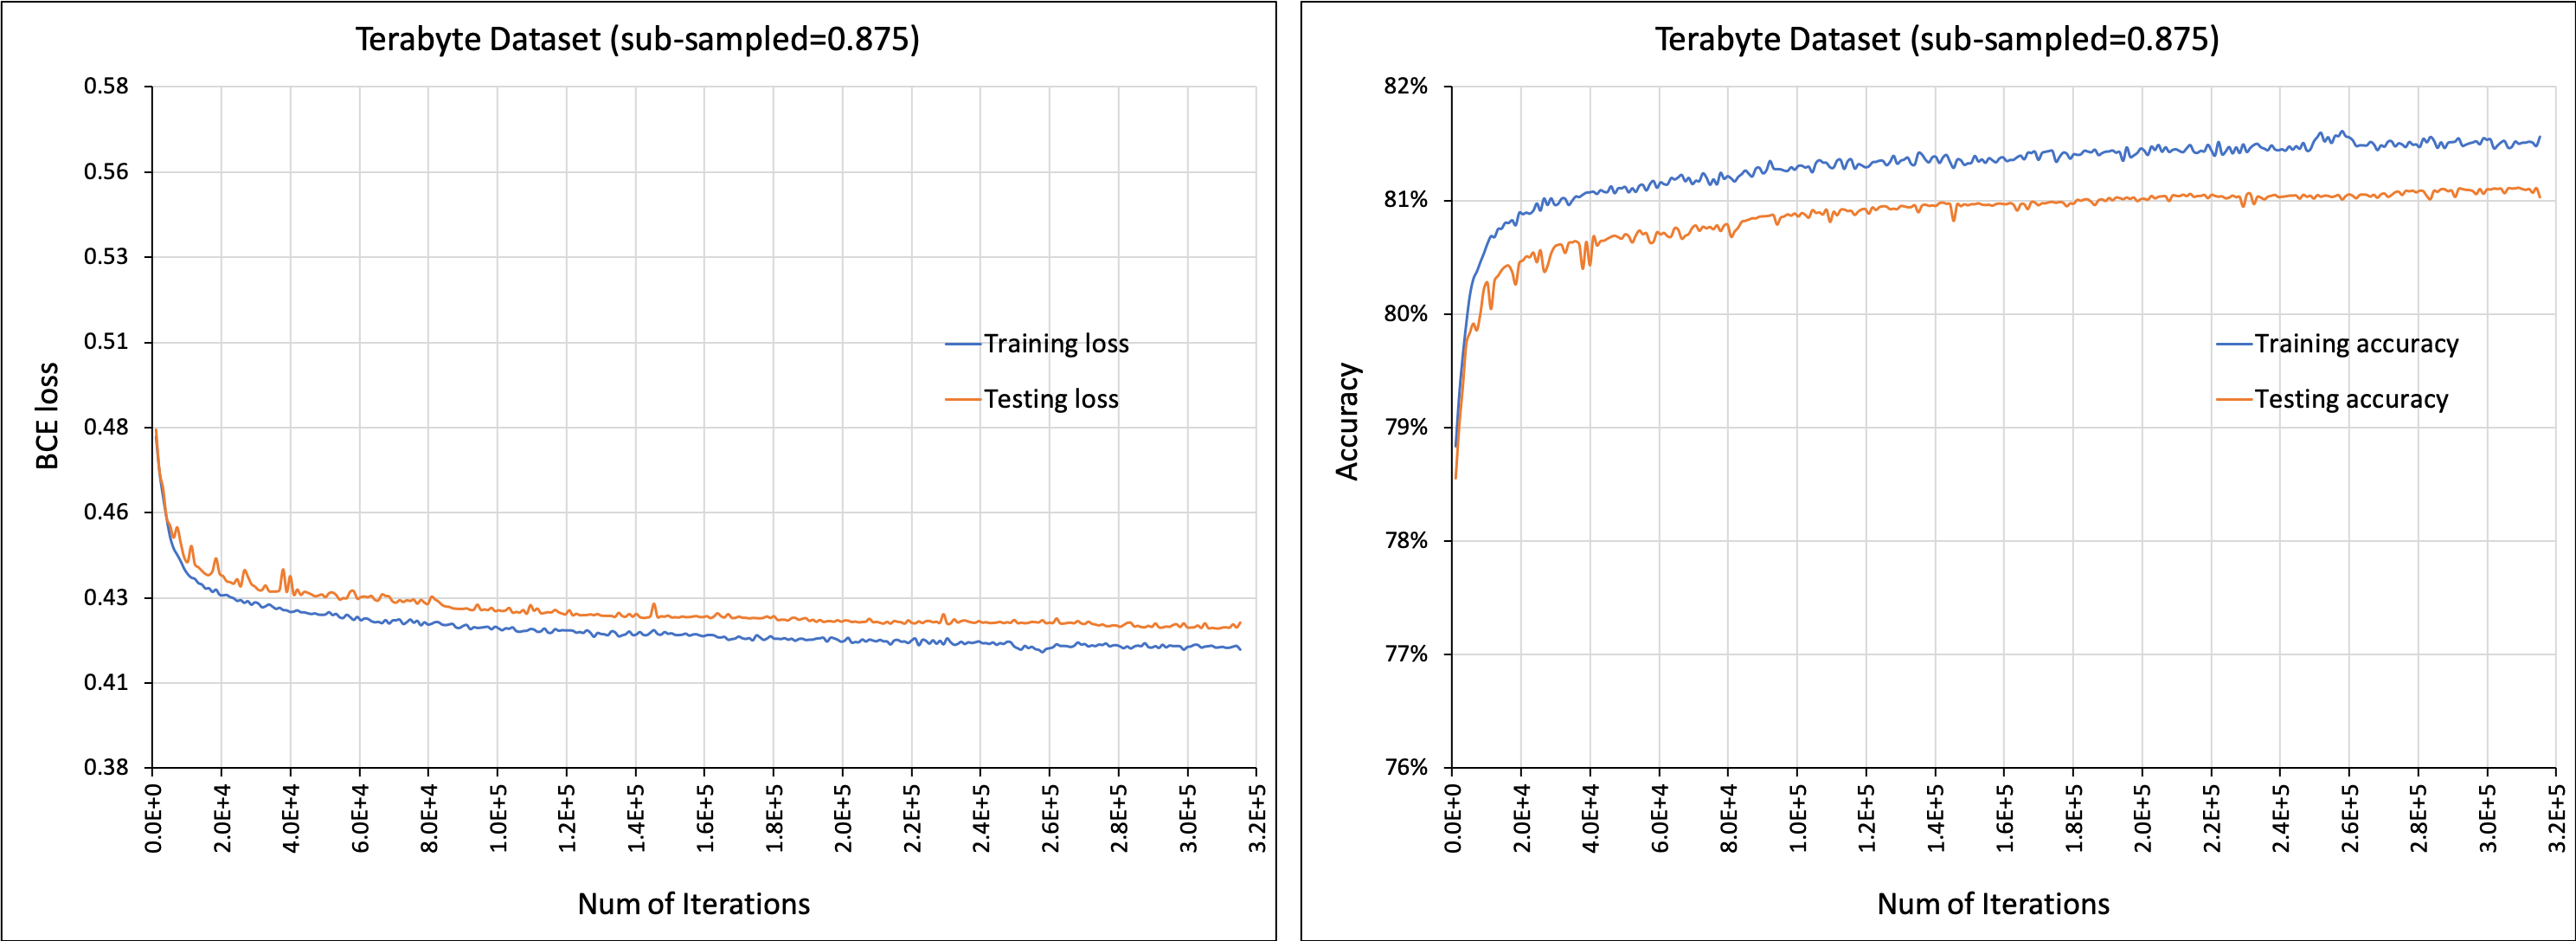 Terabyte Dataset (sub-sampled=0.875)
0.58
0.56
0.53
0.51
0.48
0.46
0.43
0.41
0.38
BCE loss
Training loss
Testing loss
0.0E+0
2.0E+4
4.0E+4
6.0E+4
8.0E+4
1.0E+5
1.2E+5
1.4E+5
1.6E+5
1.8E+5
2.0E+5
2.2E+5
2.4E+5
2.6E+5
2.8E+5
3.0E+5
3.2E+5
Num of Iterations
Terabyte Dataset (sub-sampled=0.875)
82%
81%
80%
79%
78%
77%
76%
Accuracy
Training accuracy
Testing accuracy
0.0E+0
2.0E+4
4.0E+4
6.0E+4
8.0E+4
1.0E+5
1.2E+5
1.4E+5
1.6E+5
1.8E+5
2.0E+5
2.2E+5
2.4E+5
2.6E+5
2.8E+5
3.0E+5
3.2E+5
Num of Iterations